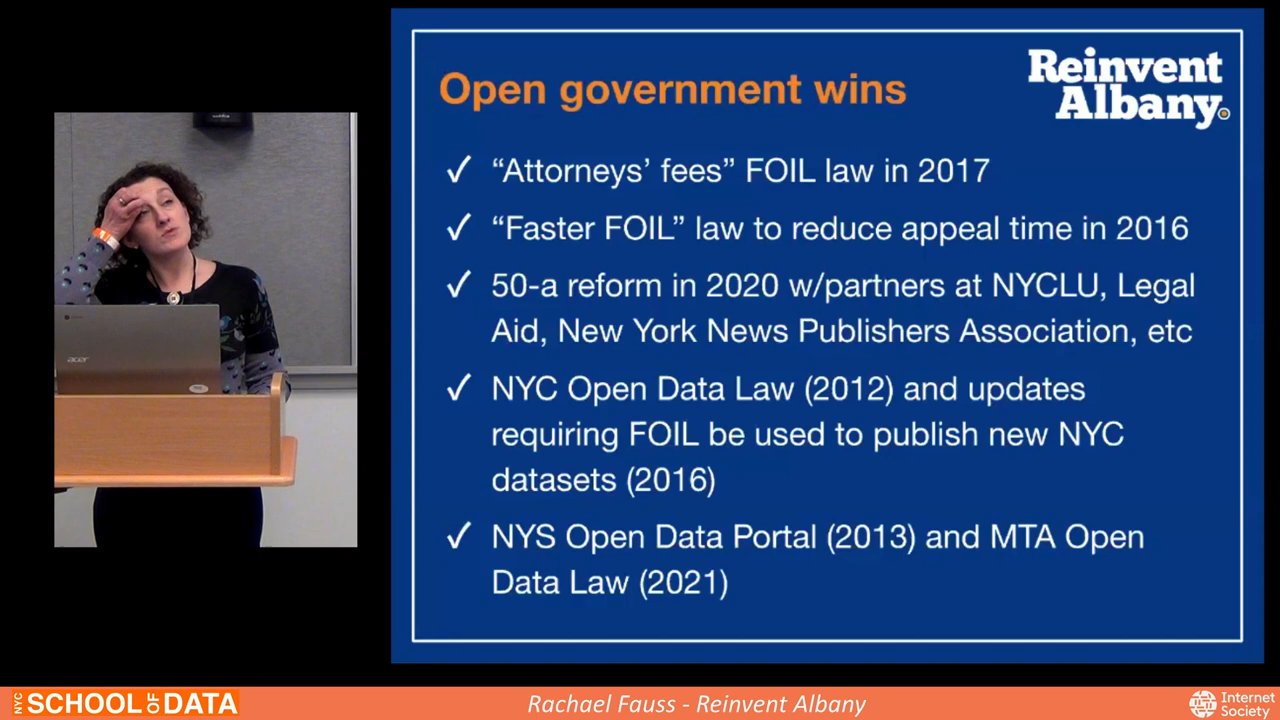 Open government wins
Reinvent
Albany
✓ “Attorneys’ fees” FOIL law in 2017
✓ “Faster FOIL” law to reduce appeal time in 2016
✓ 50-a reform in 2020 w/partners at NYCLU, Legal
Aid, New York News Publishers Association, etc
✓ NYC Open Data Law (2012) and updates
requiring FOIL be used to publish new NYC
datasets (2016)
✓ NYS Open Data Portal (2013) and MTA Open
Data Law (2021)
acer
NYC SCHOOL OF DATA
Rachael Fauss - Reinvent Albany
Internet
Society